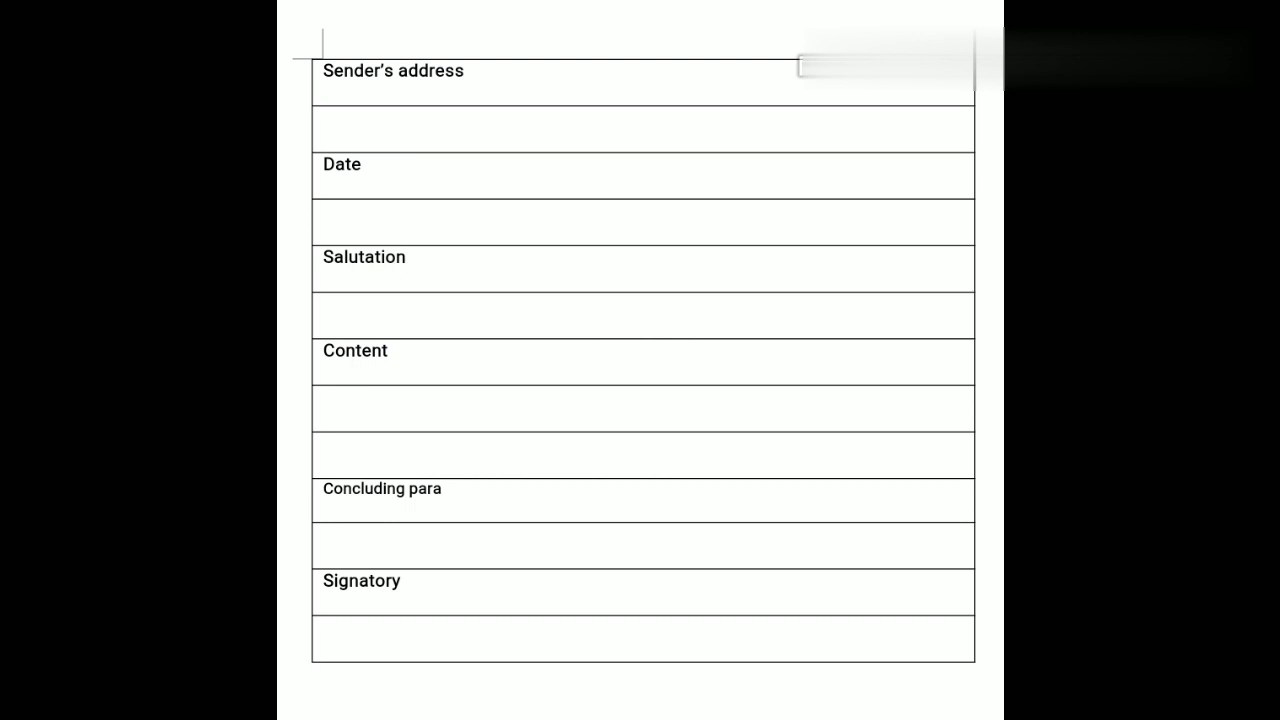 Sender’s address
Date
Salutation
Content
Concluding para
Signatory